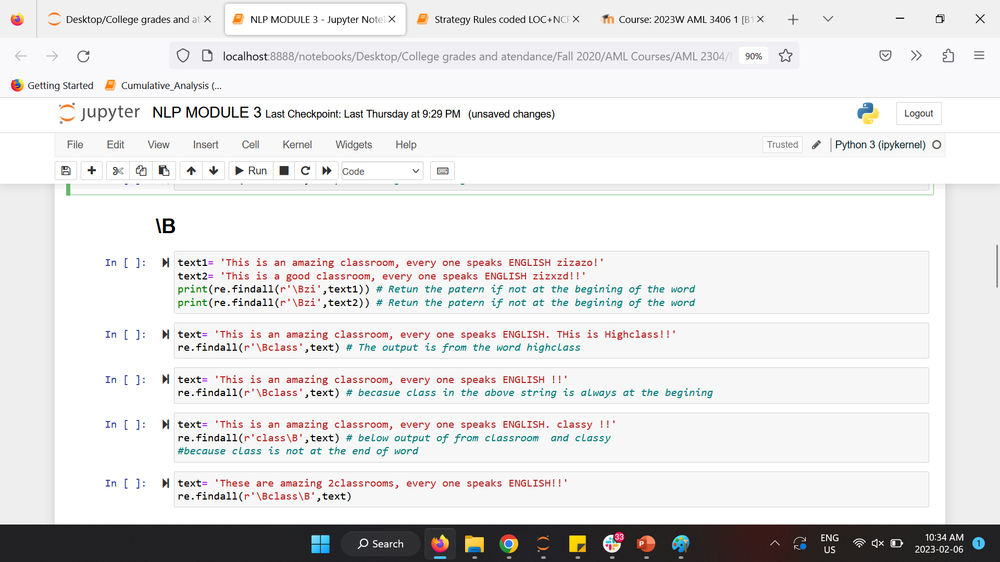 Desktop/College grades and at
NLP MODULE 3 - Jupyter Note
Strategy Rules coded LOC+NCP
Course: 2023W AML 3406 1 [B1
localhost:8888/notebooks/Desktop/College grades and atendance/Fall 2020/AML Courses/AML 2304/
90%
Getting Started
Cumulative_Analysis (...
jupyter NLP MODULE 3 Last Checkpoint: Last Thursday at 9:29 PM (unsaved changes)
Logout
File Edit View Insert Cell Kernel Widgets Help
Trusted
Python 3 (ipykernel)
Run
Code
\B
In [ ]:
text1= 'This is an amazing classroom, every one speaks ENGLISH zizazo!'
text2= 'This is a good classroom, every one speaks ENGLISH zizxzd!!'
print(re.findall(r'\Bzi',text1)) # Retun the patern if not at the begining of the word
print(re.findall(r'\Bzi',text2)) # Retun the patern if not at the begining of the word
In [ ]:
text= 'This is an amazing classroom, every one speaks ENGLISH. THis is Highclass!!'
re.findall(r'\Bclass',text) # The output is from the word highclass
In [ ]:
text= 'This is an amazing classroom, every one speaks ENGLISH !!'
re.findall(r'\Bclass',text) # becasue class in the above string is always at the begining
In [ ]:
text= 'This is an amazing classroom, every one speaks ENGLISH. classy !!'
re.findall(r'class\B',text) # below output of from classroom  and classy
#because class is not at the end of word
In [ ]:
text= 'These are amazing 2classrooms, every one speaks ENGLISH!!'
re.findall(r'\Bclass\B',text)
Search
33
P
ENG
US
10:34 AM
2023-02-06
1